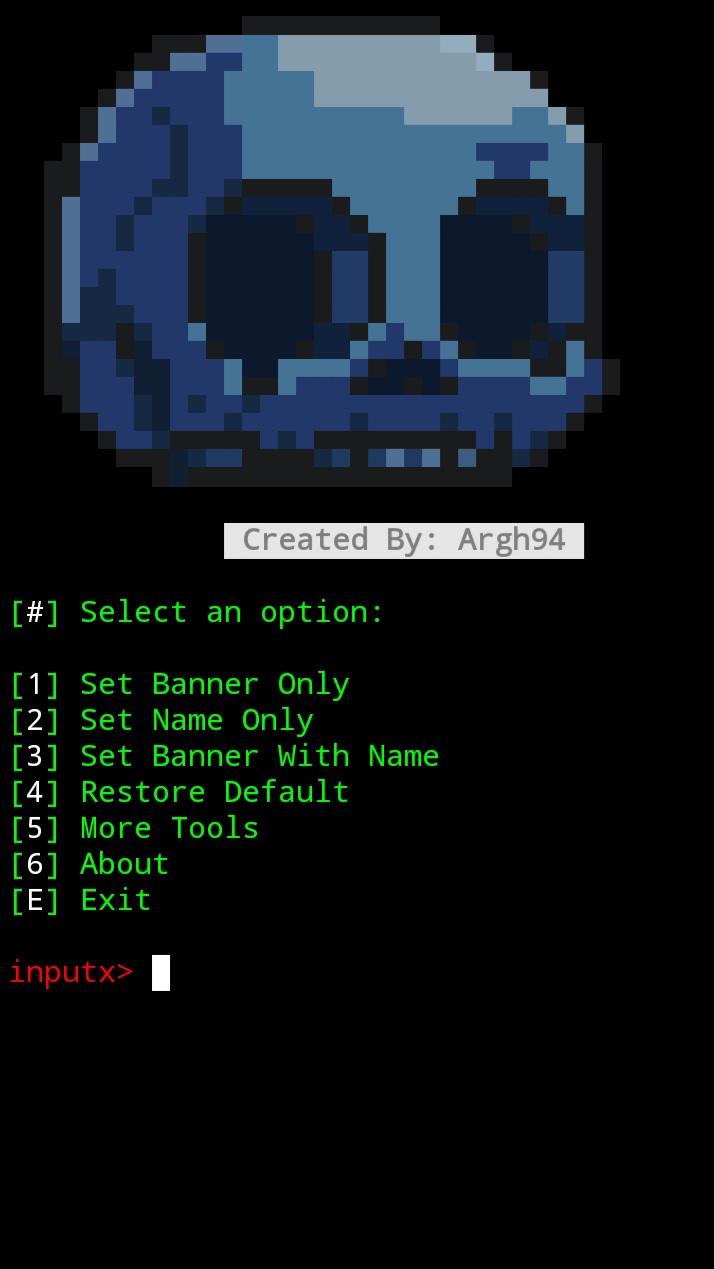 Created By: Argh94
[#] Select an option:
[1] Set Banner Only
[2] Set Name Only
[3] Set Banner With Name
[4] Restore Default
[5] More Tools
[6] About
[E] Exit
inputx>